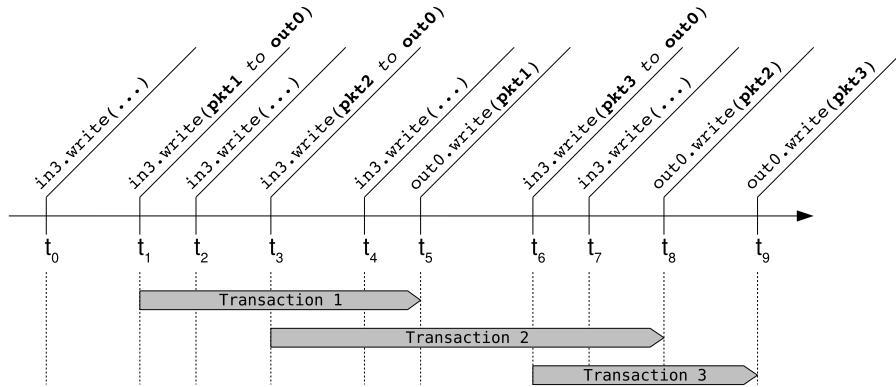 in3.write(...)
in3.write(pkt1 to out0)
in3.write(...)
in3.write(pkt2 to out0)
in3.write(...)
out0.write(pkt1)
in3.write(pkt3 to out0)
in3.write(...)
out0.write(pkt2)
out0.write(pkt3)
t0 t1 t2 t3 t4 t5 t6 t7 t8 t9
Transaction 1
Transaction 2
Transaction 3